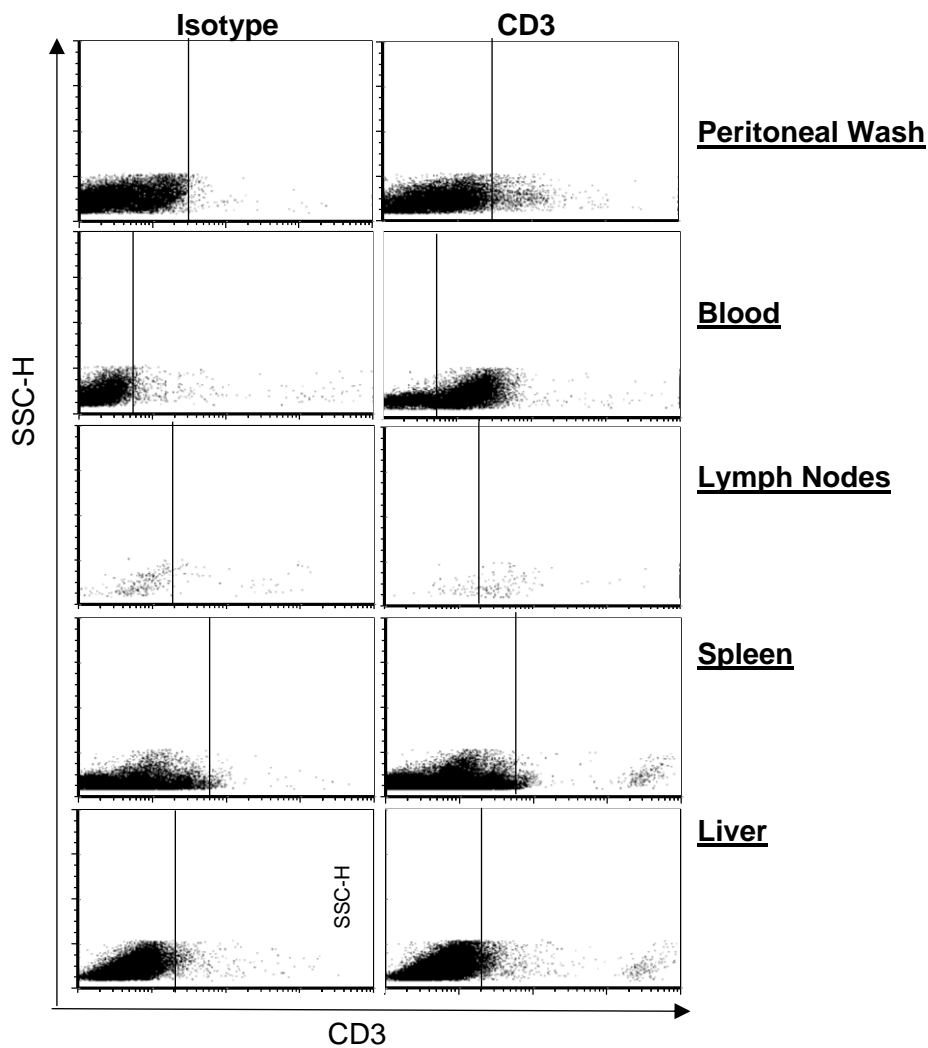 Isotype
CD3
Peritoneal Wash
Blood
SSC-H
Lymph Nodes
Spleen
Liver
SSC-H
CD3